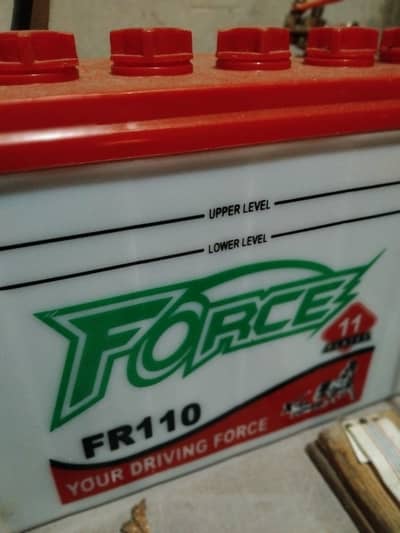 UPPER LEVEL
LOWER LEVEL
FORCE
11
FR110
YOUR DRIVING FORCE